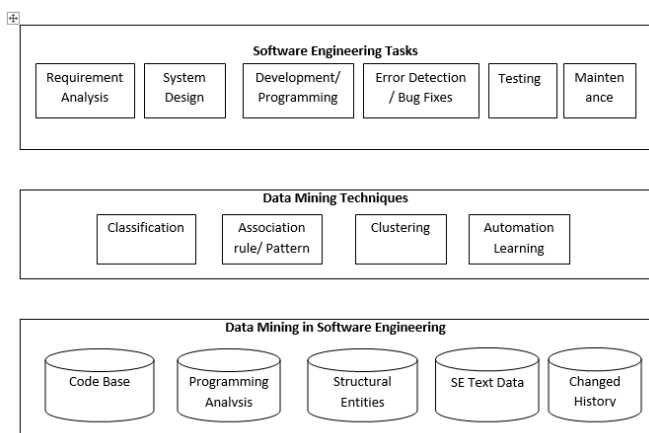 Software Engineering Tasks
Requirement
Analysis
System
Design
Development/
Programming
Error Detection
/ Bug Fixes
Testing
Mainten
ance
Data Mining Techniques
Classification
Association
rule/ Pattern
Clustering
Automation
Learning
Data Mining in Software Engineering
Code Base
Programming
Analysis
Structural
Entities
SE Text Data
Changed
History